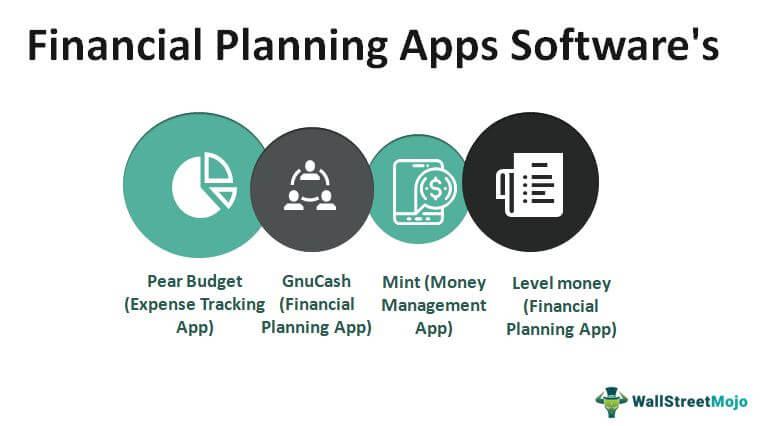 Financial Planning Apps Software's
$
Pear Budget
(Expense Tracking
App)
GnuCash
(Financial
Planning App)
Mint (Money
Management
App)
Level money
(Financial
Planning App)
WallStreetMojo